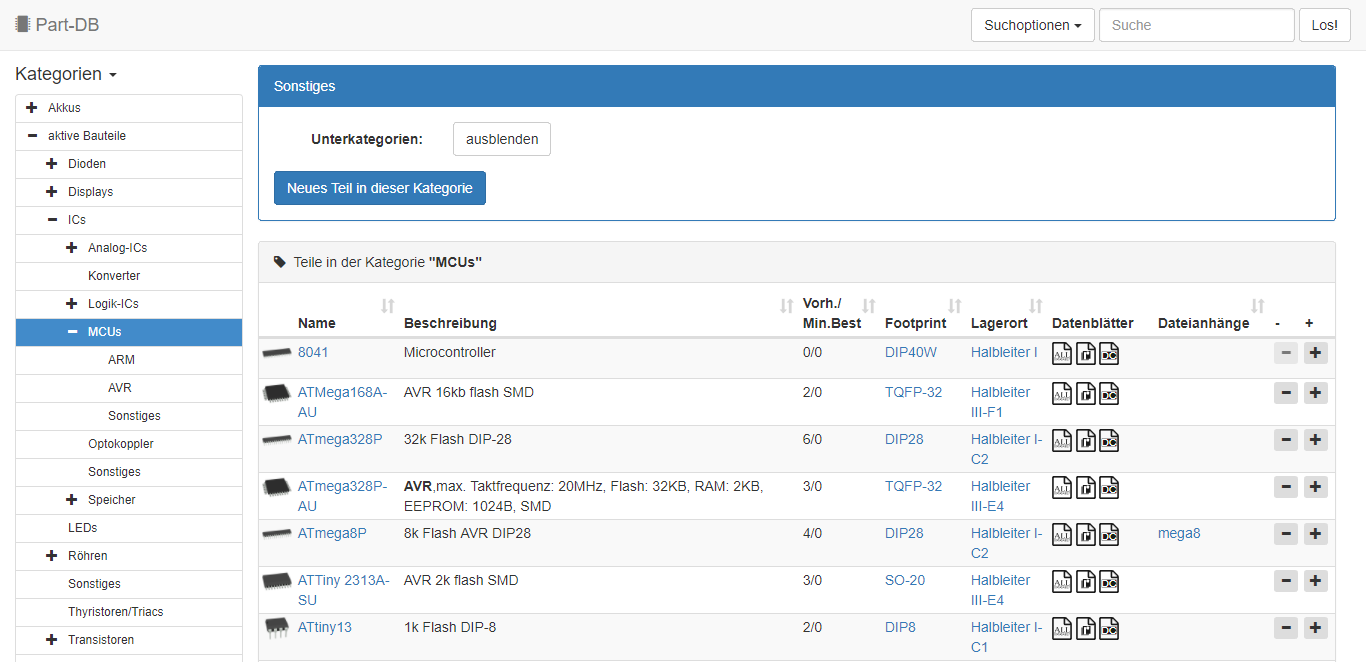 Part-DB
Suchoptionen
Suche
Los!
Kategorien
Akkus
aktive Bauteile
Dioden
Displays
ICs
Analog-ICs
Konverter
Logik-ICs
MCUs
ARM
AVR
Sonstiges
Optokoppler
Sonstiges
Speicher
LEDs
Röhren
Sonstiges
Thyristoren/Triacs
Transistoren
Sonstiges
Unterkategorien: ausblenden
Neues Teil in dieser Kategorie
Teile in der Kategorie "MCUs"
Name Beschreibung Vorh./ Min.Best Footprint Lagerort Datenblätter Dateianhänge - +
8041 Microcontroller 0/0 DIP40W Halbleiter I
ATMega168A- AVR 16kb flash SMD 2/0 TQFP-32 Halbleiter
AU III-F1
ATmega328P 32k Flash DIP-28 6/0 DIP28 Halbleiter I-
C2
ATmega328P- AVR,max. Taktfrequenz: 20MHz, Flash: 32KB, RAM: 2KB, 3/0 TQFP-32 Halbleiter
AU EEPROM: 1024B, SMD III-E4
ATmega8P 8k Flash AVR DIP28 4/0 DIP28 Halbleiter I- mega8
C2
ATTiny 2313A- AVR 2k flash SMD 3/0 SO-20 Halbleiter
SU III-E4
ATtiny13 1k Flash DIP-8 2/0 DIP8 Halbleiter I-
C1